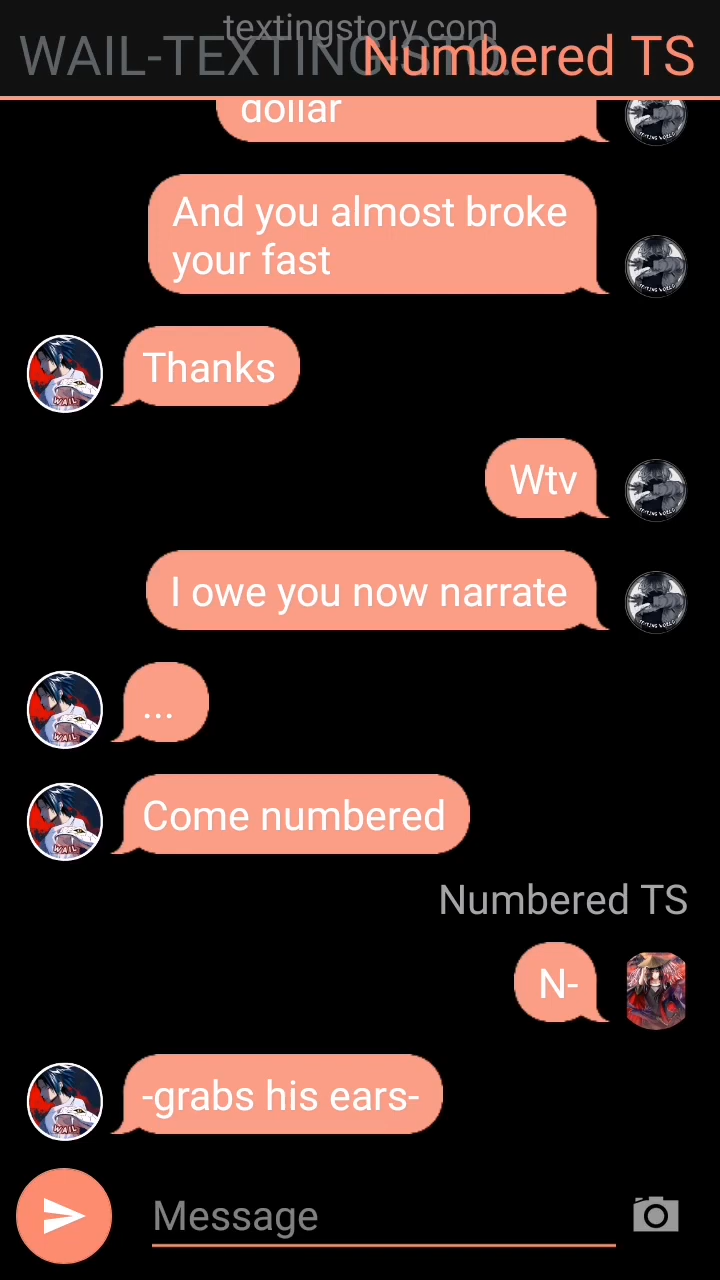 textingstory.com
WAIL-TEXTING-STO...
Numbered TS
dollar
And you almost broke
your fast
Thanks
Wtv
I owe you now narrate
...
Come numbered
Numbered TS
N-
-grabs his ears-
Message